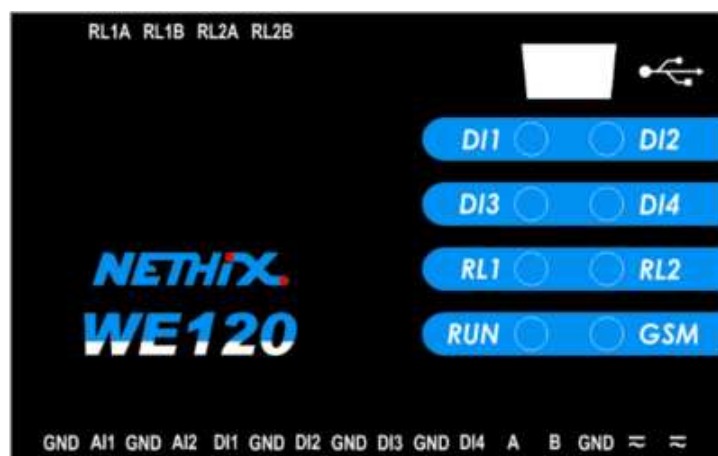 RL1A RL1B RL2A RL2B
DI1 DI2
DI3 DI4
NETHiX
RL1 RL2
WE120
RUN GSM
GND AI1 GND AI2 DI1 GND DI2 GND DI3 GND DI4 A B GND